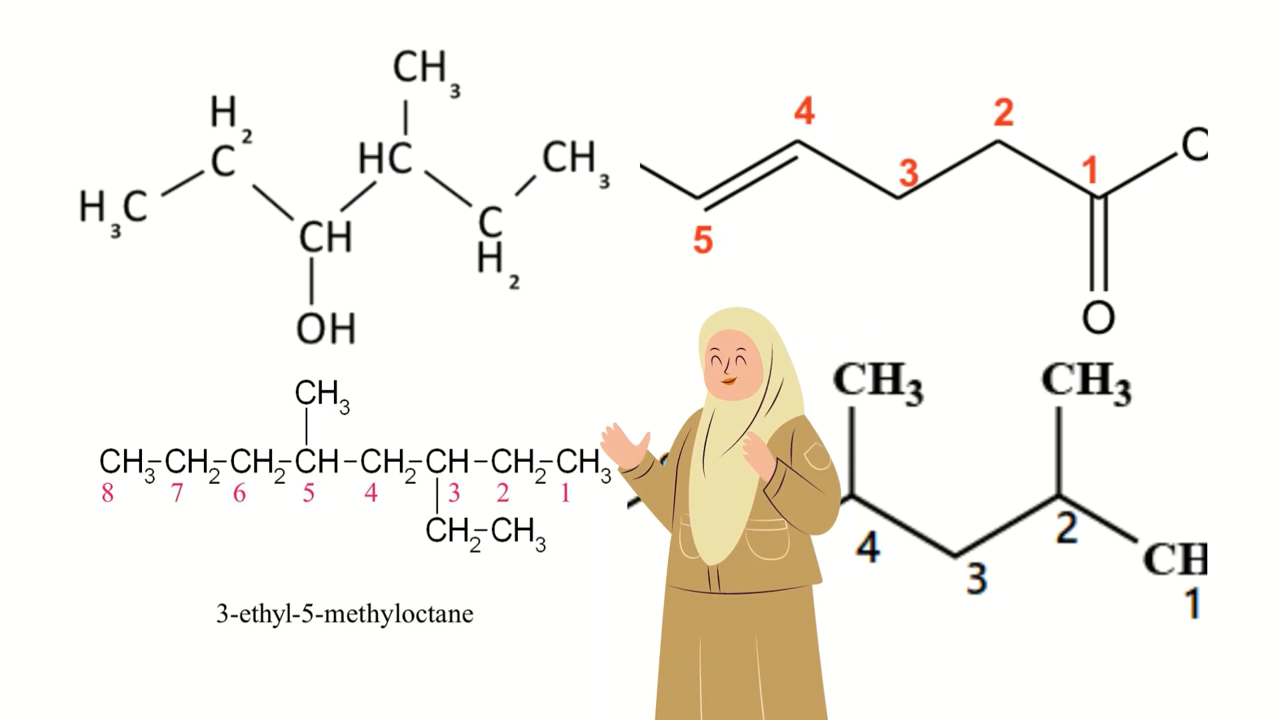 CH3
H2
C
HC
CH3
H3C
CH
C
H2
OH
4
2
3
1
5
O
CH3
CH3-CH2-CH2-CH-CH2-CH-CH2-CH3
8 7 6 5 4 3 2 1
CH2-CH3
3-ethyl-5-methyloctane
CH3
CH3
4
3
2
CH
1